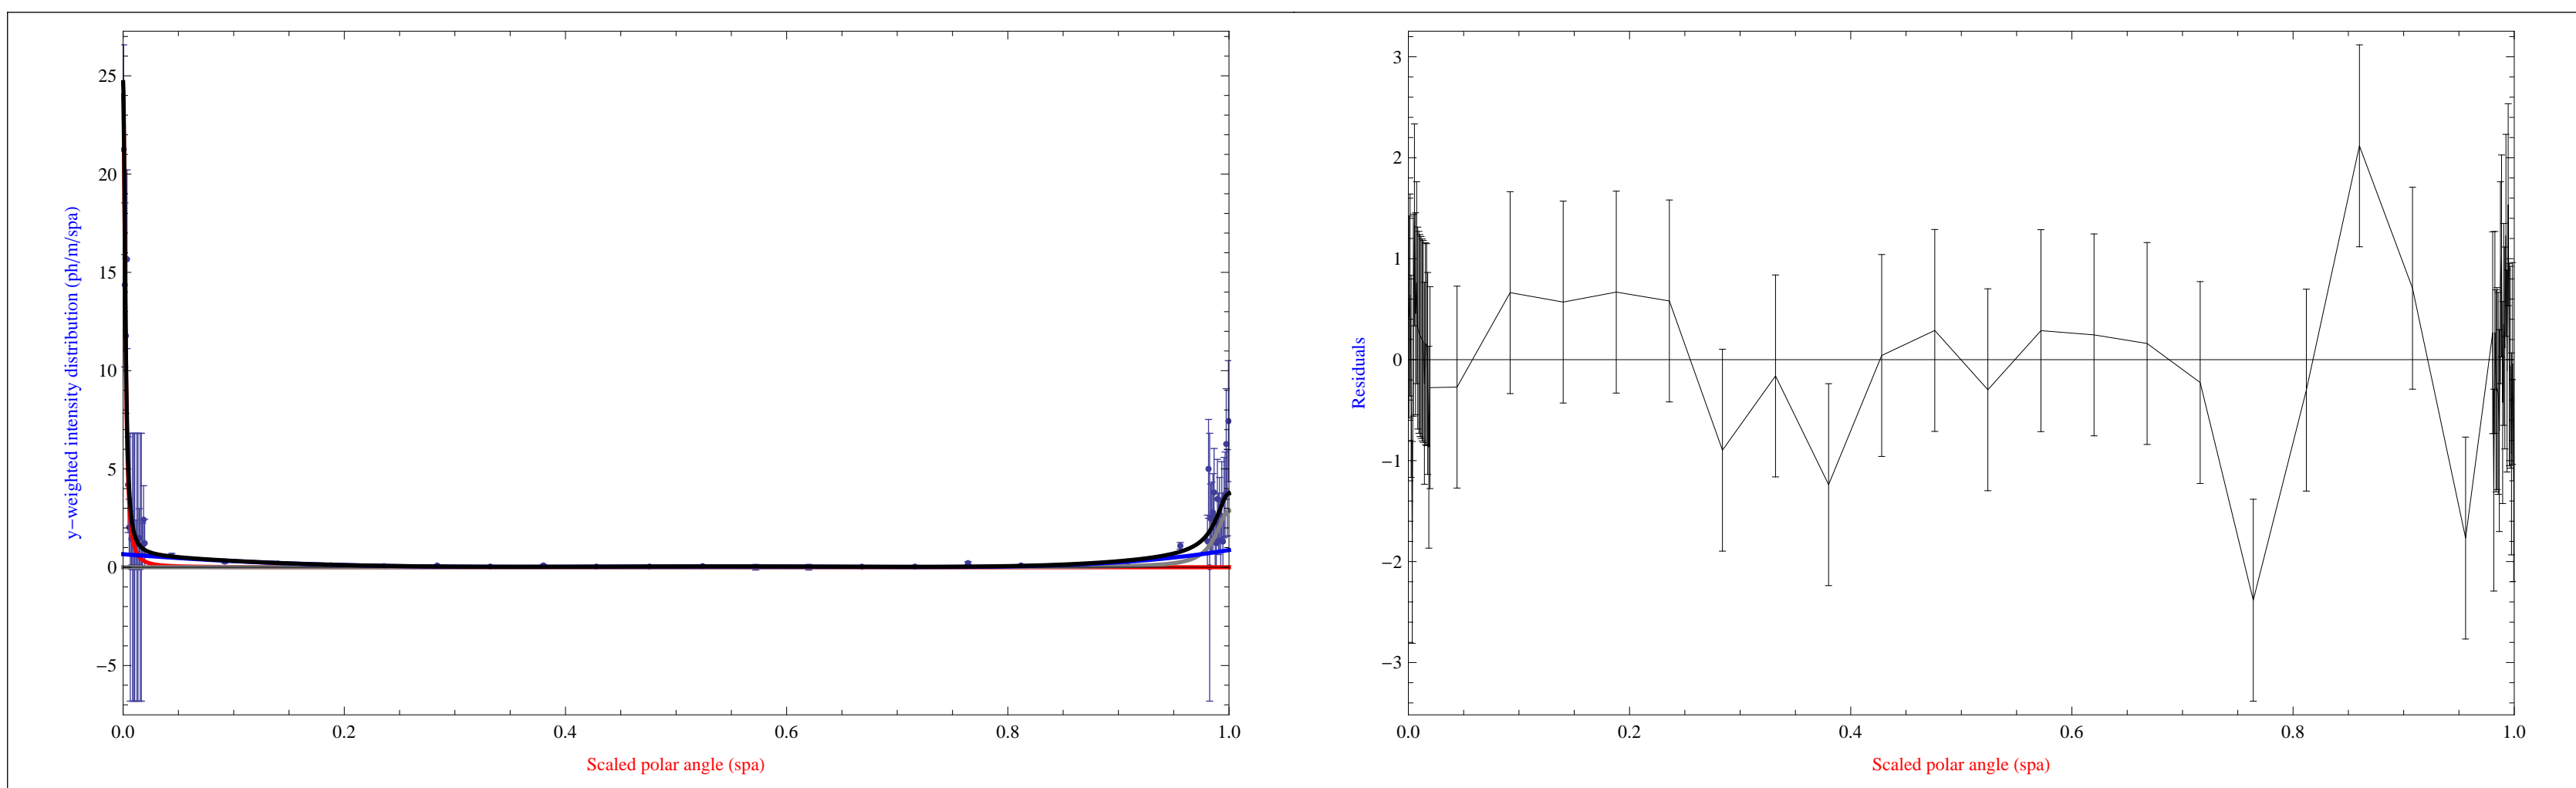 25
20
15
10
5
0
−5
0.0 0.2 0.4 0.6 0.8 1.0
Scaled polar angle (spa)
y−weighted intensity distribution (ph/m/spa)
3
2
1
0
−1
−2
−3
0.0 0.2 0.4 0.6 0.8 1.0
Scaled polar angle (spa)
Residuals